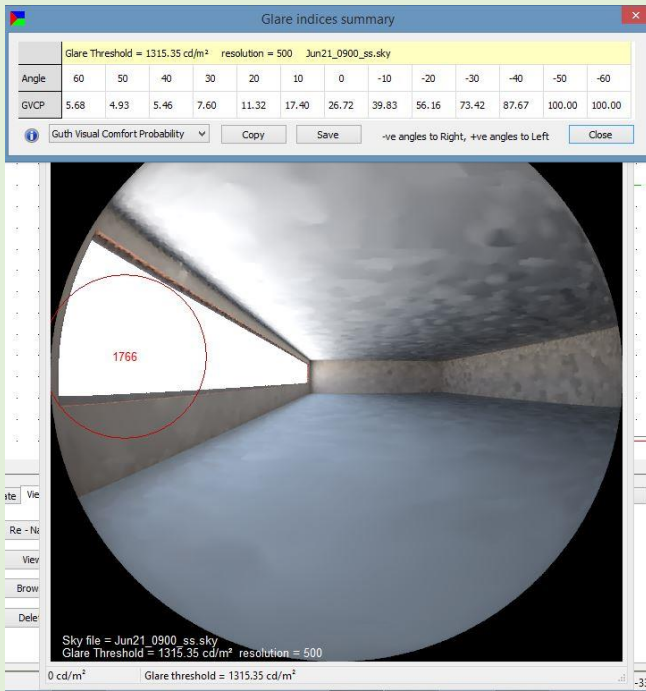 Glare indices summary
Glare Threshold = 1315.35 cd/m² resolution = 500 Jun21_0900_ss.sky
Angle 60 50 40 30 20 10 0 -10 -20 -30 -40 -50 -60
GVCP 5.68 4.93 5.46 7.60 11.32 17.40 26.72 39.83 56.16 73.42 87.67 100.00 100.00
Guth Visual Comfort Probability Copy Save -ve angles to Right, +ve angles to Left Close
1766
ate Vie
Re - Na
View
Brow
Dele
Sky file = Jun21_0900_ss.sky
Glare Threshold = 1315.35 cd/m² resolution = 500
0 cd/m² Glare threshold = 1315.35 cd/m²
-33